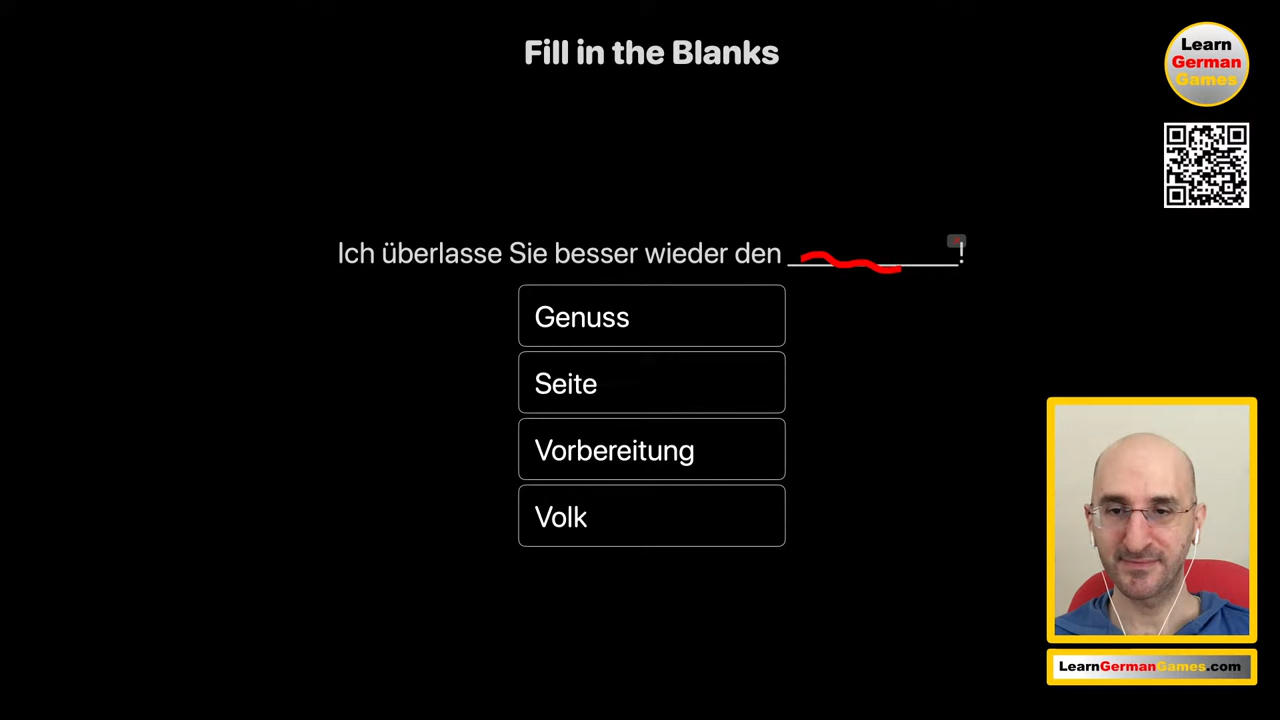 Fill in the Blanks
Learn
German
Games
Ich überlasse Sie besser wieder den ____________!
Genuss
Seite
Vorbereitung
Volk
LearnGermanGames.com